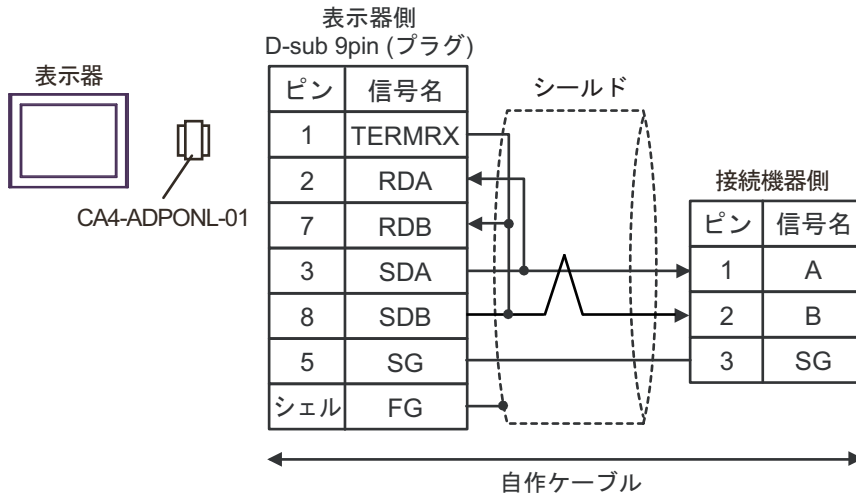 表示器側
D-sub 9pin (プラグ)
表示器
CA4-ADPONL-01
ピン 信号名
1 TERMRX
2 RDA
7 RDB
3 SDA
8 SDB
5 SG
シェル FG
シールド
接続機器側
ピン 信号名
1 A
2 B
3 SG
自作ケーブル